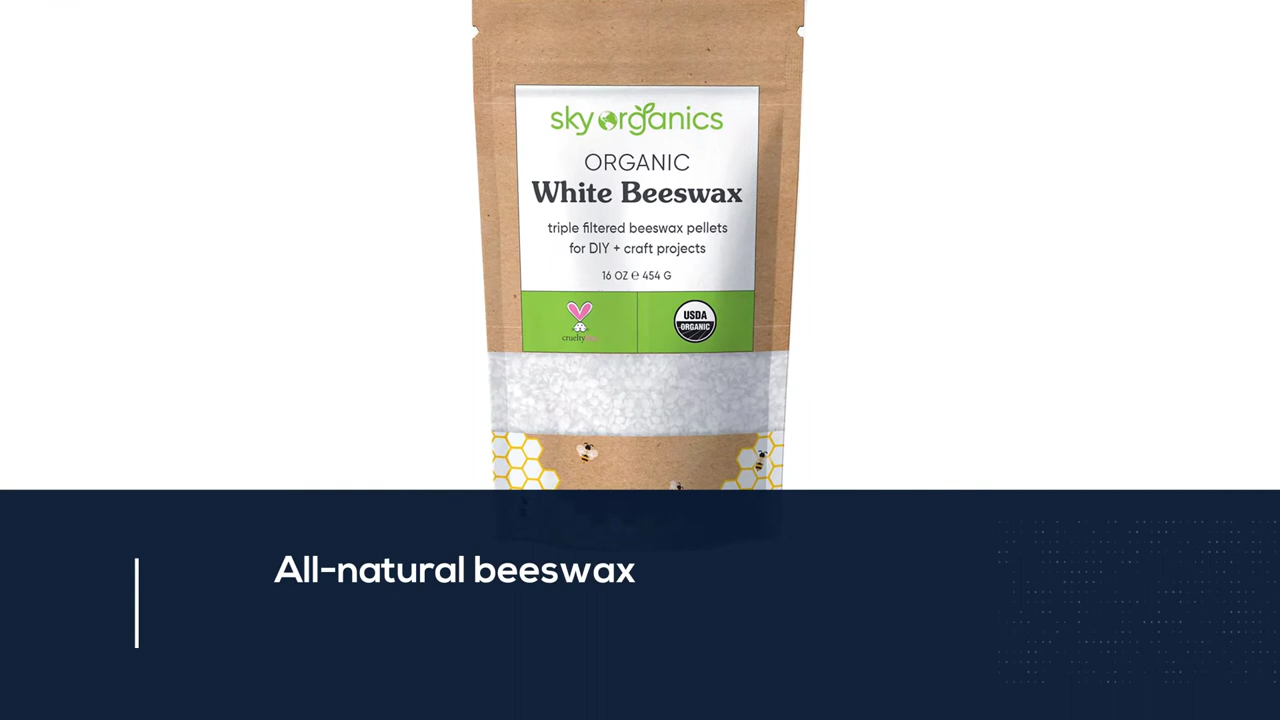 sky organics
ORGANIC
White Beeswax
triple filtered beeswax pellets
for DIY + craft projects
16 OZ ℮ 454 G
cruelty
USDA
ORGANIC
All-natural beeswax